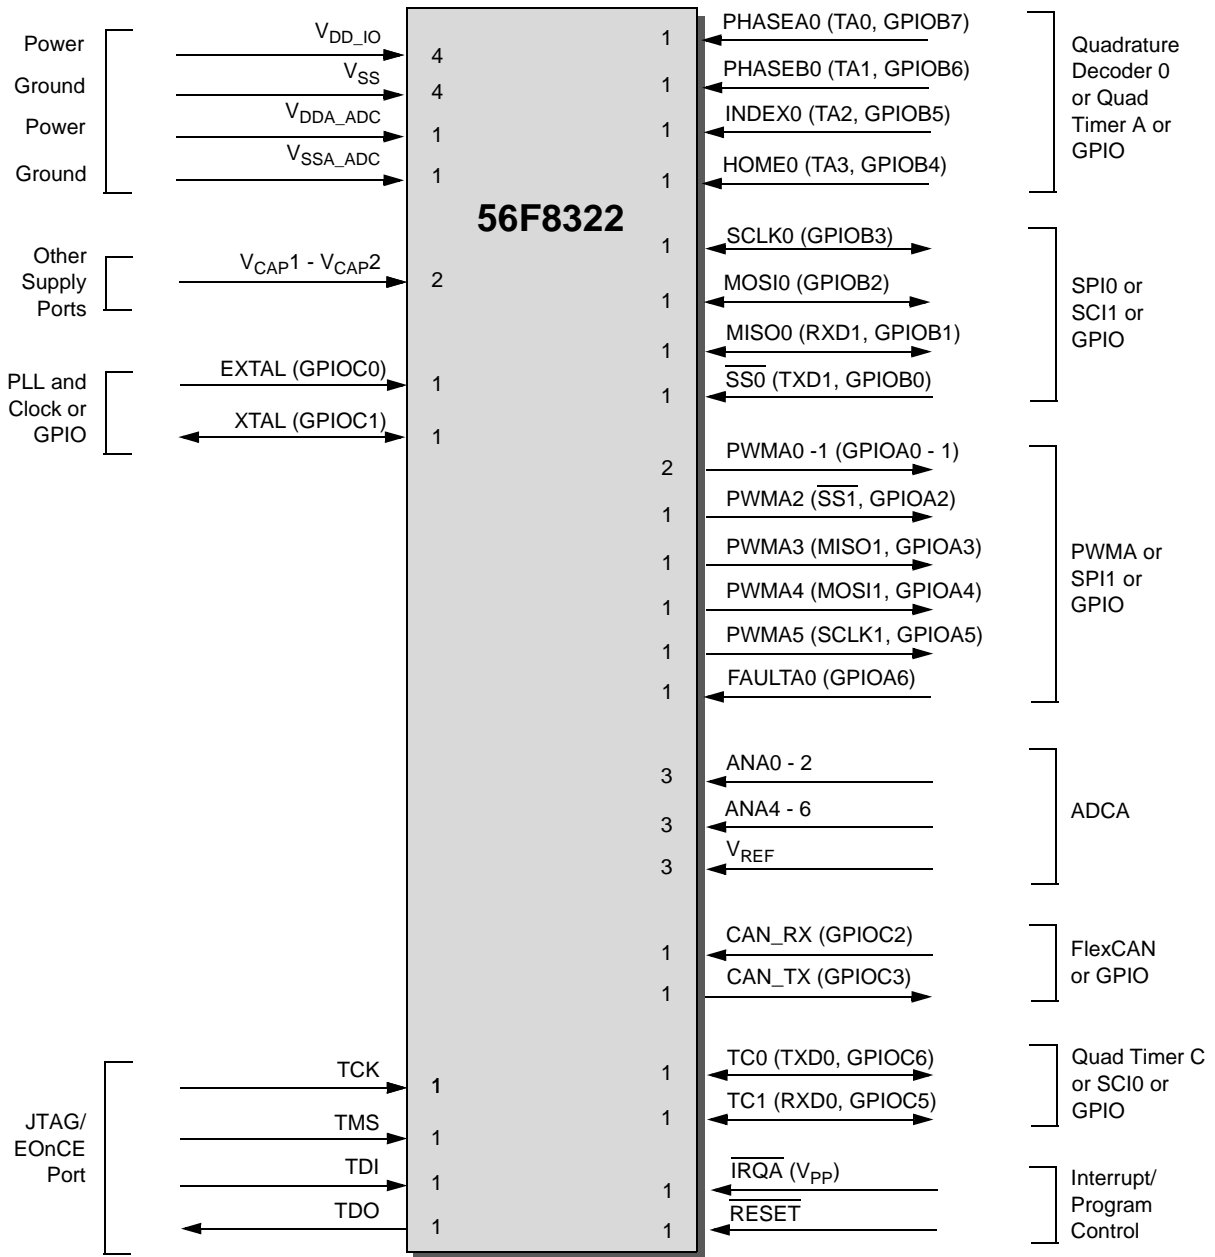 Power
V_DD_IO
4
Ground
V_SS
4
Power
V_DDA_ADC
1
Ground
V_SSA_ADC
1
Other
Supply
Ports
V_CAP1 - V_CAP2
2
PLL and
Clock or
GPIO
EXTAL (GPIOC0)
1
XTAL (GPIOC1)
1
JTAG/
EOnCE
Port
TCK
1
TMS
1
TDI
1
TDO
1
56F8322
1
PHASEA0 (TA0, GPIOB7)
1
PHASEB0 (TA1, GPIOB6)
1
INDEX0 (TA2, GPIOB5)
1
HOME0 (TA3, GPIOB4)
Quadrature
Decoder 0
or Quad
Timer A or
GPIO
1
SCLK0 (GPIOB3)
1
MOSI0 (GPIOB2)
1
MISO0 (RXD1, GPIOB1)
1
S̅S̅0̅ (TXD1, GPIOB0)
SPI0 or
SCI1 or
GPIO
2
PWMA0 -1 (GPIOA0 - 1)
1
PWMA2 (S̅S̅1̅, GPIOA2)
1
PWMA3 (MISO1, GPIOA3)
1
PWMA4 (MOSI1, GPIOA4)
1
PWMA5 (SCLK1, GPIOA5)
1
FAULTA0 (GPIOA6)
PWMA or
SPI1 or
GPIO
3
ANA0 - 2
3
ANA4 - 6
3
V_REF
ADCA
1
CAN_RX (GPIOC2)
1
CAN_TX (GPIOC3)
FlexCAN
or GPIO
1
TC0 (TXD0, GPIOC6)
1
TC1 (RXD0, GPIOC5)
Quad Timer C
or SCI0 or
GPIO
1
I̅R̅Q̅A̅ (V_PP)
1
R̅E̅S̅E̅T̅
Interrupt/
Program
Control